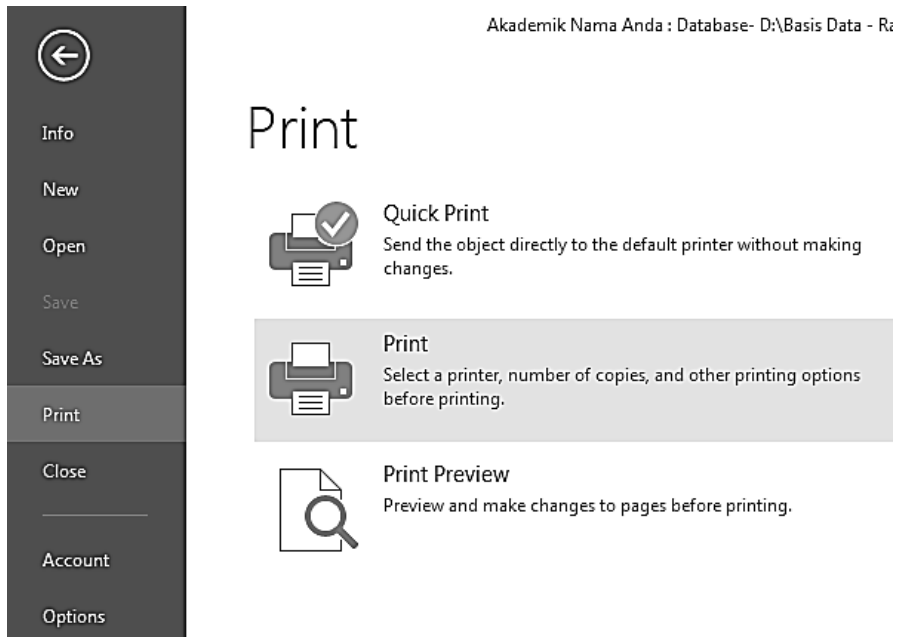 Akademik Nama Anda : Database- D:\Basis Data -
Print
Info
New
Open
Save
Save As
Print
Close
Account
Options
Quick Print
Send the object directly to the default printer without making
changes.
Print
Select a printer, number of copies, and other printing options
before printing.
Print Preview
Preview and make changes to pages before printing.